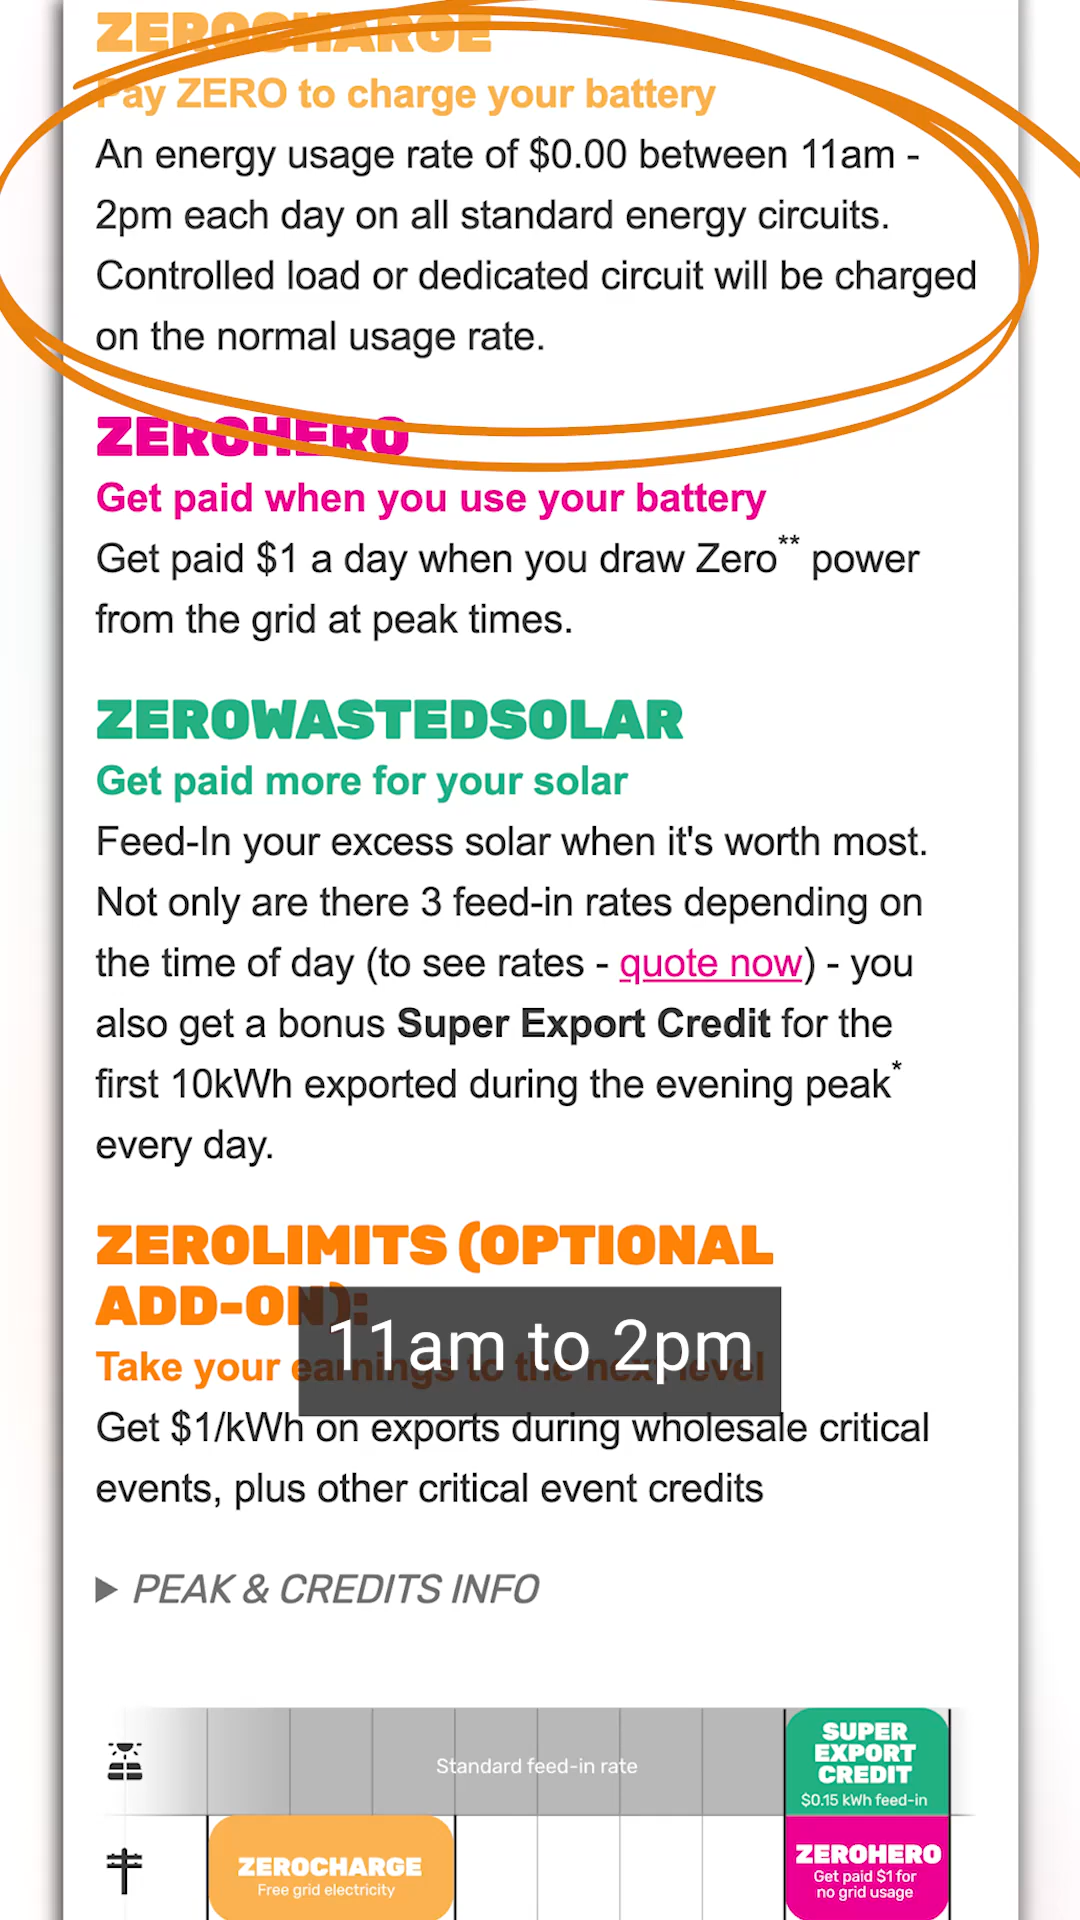 ZEROCHARGE
Pay ZERO to charge your battery
An energy usage rate of $0.00 between 11am -
2pm each day on all standard energy circuits.
Controlled load or dedicated circuit will be charged
on the normal usage rate.
ZEROHERO
Get paid when you use your battery
Get paid $1 a day when you draw Zero** power
from the grid at peak times.
ZEROWASTEDSOLAR
Get paid more for your solar
Feed-In your excess solar when it's worth most.
Not only are there 3 feed-in rates depending on
the time of day (to see rates - quote now) - you
also get a bonus Super Export Credit for the
first 10kWh exported during the evening peak*
every day.
ZEROLIMITS (OPTIONAL
ADD-ON):
11am to 2pm
Take your earnings to the next level
Get $1/kWh on exports during wholesale critical
events, plus other critical event credits
▶ PEAK & CREDITS INFO
Standard feed-in rate
SUPER
EXPORT
CREDIT
$0.15 kWh feed-in
ZEROCHARGE
Free grid electricity
ZEROHERO
Get paid $1 for
no grid usage